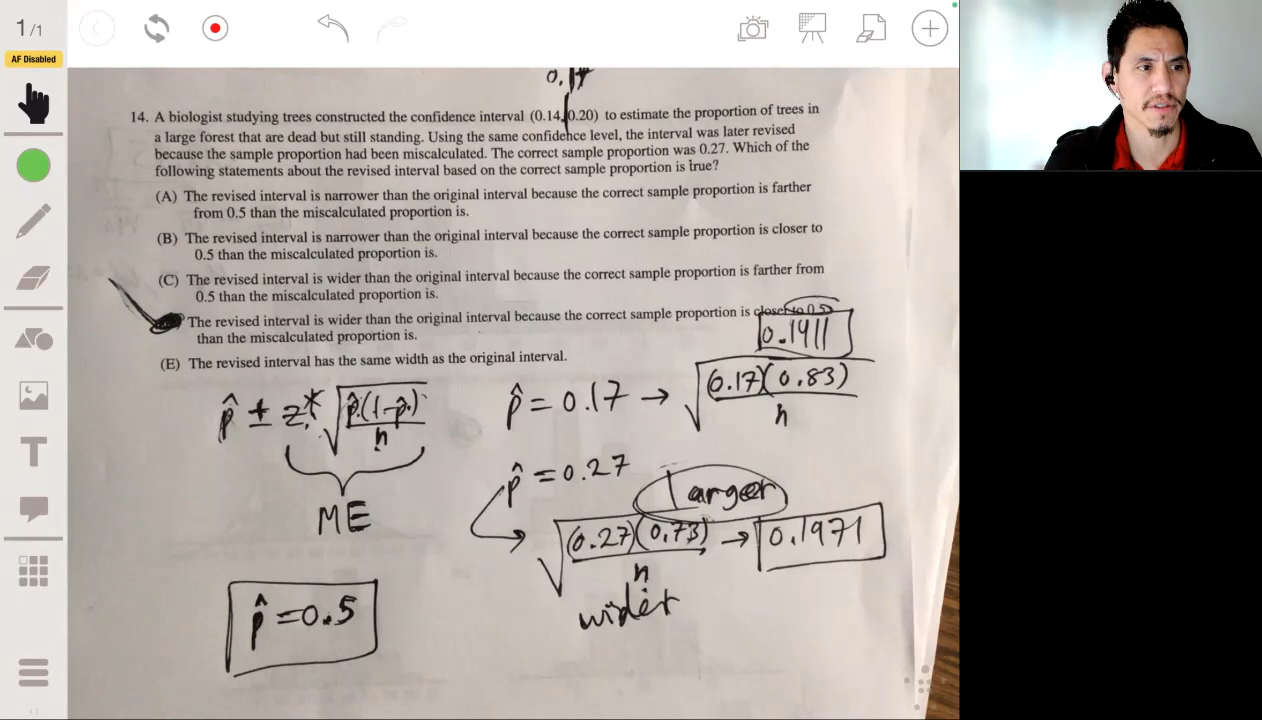 1/1
AF Disabled
0.17
14. A biologist studying trees constructed the confidence interval (0.14, 0.20) to estimate the proportion of trees in
a large forest that are dead but still standing. Using the same confidence level, the interval was later revised
because the sample proportion had been miscalculated. The correct sample proportion was 0.27. Which of the
following statements about the revised interval based on the correct sample proportion is true?
(A) The revised interval is narrower than the original interval because the correct sample proportion is farther
from 0.5 than the miscalculated proportion is.
(B) The revised interval is narrower than the original interval because the correct sample proportion is closer to
0.5 than the miscalculated proportion is.
(C) The revised interval is wider than the original interval because the correct sample proportion is farther from
0.5 than the miscalculated proportion is.
The revised interval is wider than the original interval because the correct sample proportion is closer to 0.5
than the miscalculated proportion is.
(E) The revised interval has the same width as the original interval.
0.1911
p̂ ± z* √(p̂(1-p̂)/n)
ME
p̂ = 0.17 → √((0.17)(0.83)/n)
p̂ = 0.27
larger
√((0.27)(0.73)/n) → 0.1971
wider
p̂ = 0.5
T